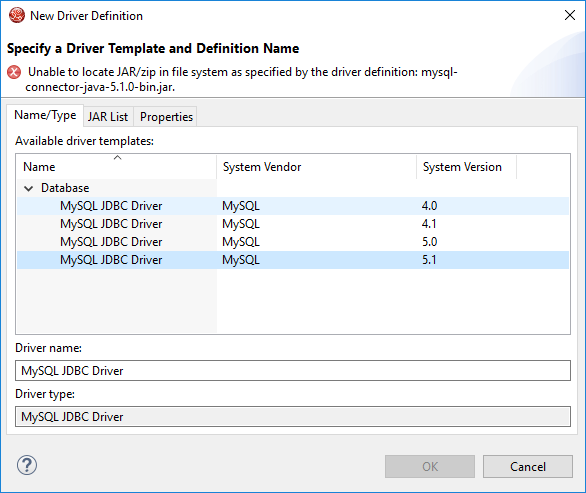 New Driver Definition
Specify a Driver Template and Definition Name
Unable to locate JAR/zip in file system as specified by the driver definition: mysql-
connector-java-5.1.0-bin.jar.
Name/Type JAR List Properties
Available driver templates:
Name System Vendor System Version
Database
MySQL JDBC Driver MySQL 4.0
MySQL JDBC Driver MySQL 4.1
MySQL JDBC Driver MySQL 5.0
MySQL JDBC Driver MySQL 5.1
Driver name:
MySQL JDBC Driver
Driver type:
MySQL JDBC Driver
? OK Cancel